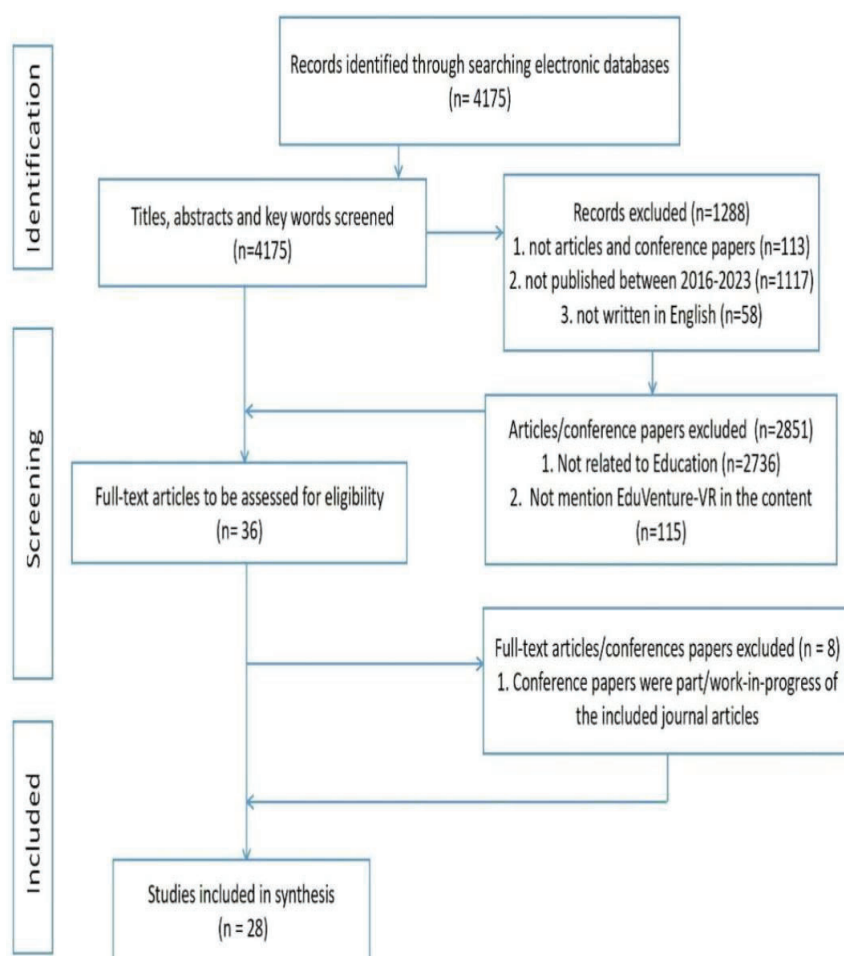 Identification
Records identified through searching electronic databases
(n= 4175)
Titles, abstracts and key words screened
(n=4175)
Records excluded (n=1288)
1. not articles and conference papers (n=113)
2. not published between 2016-2023 (n=1117)
3. not written in English (n=58)
Screening
Articles/conference papers excluded (n=2851)
1. Not related to Education (n=2736)
2. Not mention EduVenture-VR in the content
(n=115)
Full-text articles to be assessed for eligibility
(n= 36)
Full-text articles/conferences papers excluded (n = 8)
1. Conference papers were part/work-in-progress of
the included journal articles
Included
Studies included in synthesis
(n = 28)